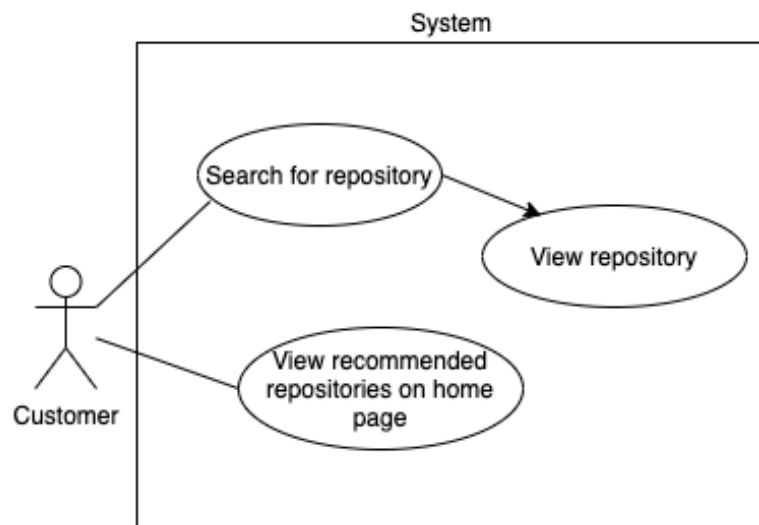 System
Search for repository
View repository
View recommended
repositories on home
page
Customer